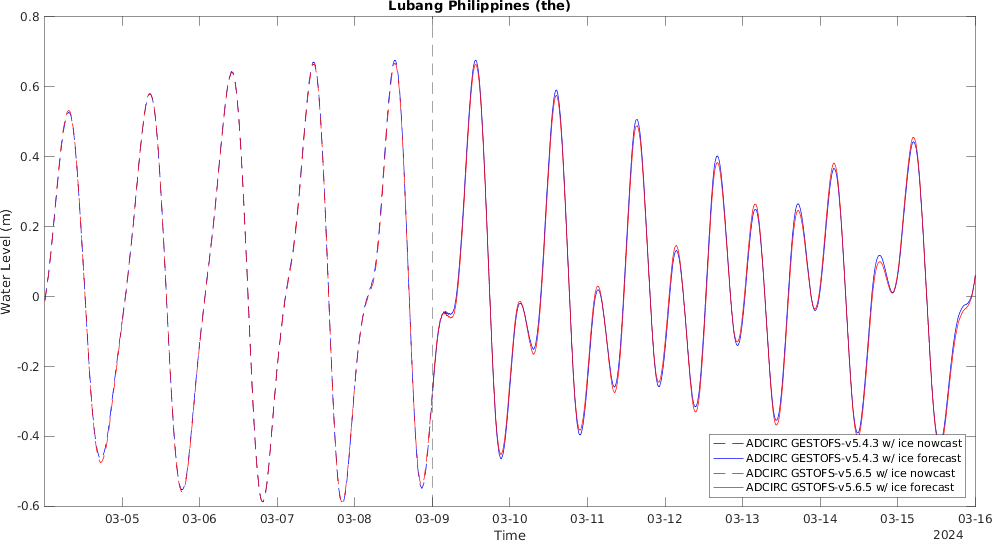 Lubang Philippines (the)
0.8
0.6
0.4
0.2
0
-0.2
-0.4
-0.6
Water Level (m)
ADCIRC GESTOFS-v5.4.3 w/ ice nowcast
ADCIRC GESTOFS-v5.4.3 w/ ice forecast
ADCIRC GSTOFS-v5.6.5 w/ ice nowcast
ADCIRC GSTOFS-v5.6.5 w/ ice forecast
03-05 03-06 03-07 03-08 03-09 03-10 03-11 03-12 03-13 03-14 03-15 03-16
Time
2024